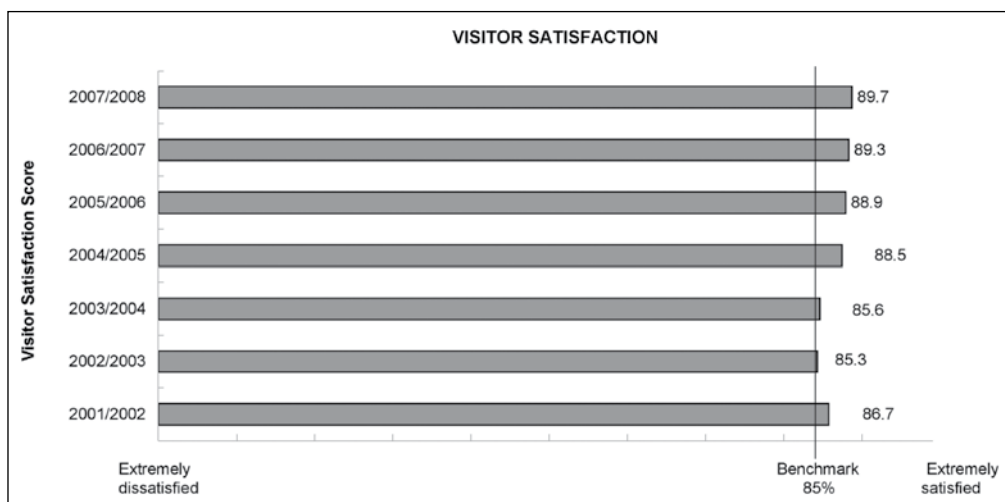 VISITOR SATISFACTION
Visitor Satisfaction Score
2007/2008 89.7
2006/2007 89.3
2005/2006 88.9
2004/2005 88.5
2003/2004 85.6
2002/2003 85.3
2001/2002 86.7
Extremely
dissatisfied
Benchmark
85%
Extremely
satisfied